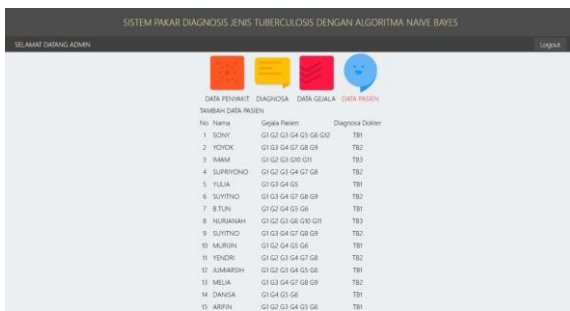 SISTEM PAKAR DIAGNOSIS JENIS TUBERCULOSIS DENGAN ALGORITMA NAIVE BAYES
SELAMAT DATANG ADMIN Logout
DATA PENYAKIT DIAGNOSA DATA GEJALA DATA PASIEN
TAMBAH DATA PASIEN
No Nama Gejala Pasien Diagnosa Dokter
1 SONY G1 G2 G3 G4 G5 G6 G12 TB1
2 YOYOK G1 G3 G4 G7 G8 G9 TB2
3 IMAM G1 G2 G3 G10 G11 TB3
4 SUPRIYONO G1 G2 G3 G4 G7 G8 TB2
5 YULIA G1 G3 G4 G5 TB1
6 SUYITNO G1 G3 G4 G7 G8 G9 TB2
7 B.TUN G1 G2 G4 G5 G6 TB1
8 NURJANAH G1 G2 G3 G6 G10 G11 TB3
9 SUYITNO G1 G3 G4 G7 G8 G9 TB2
10 MURIJIN G1 G2 G4 G5 G6 TB1
11 YENDRI G1 G2 G3 G4 G7 G8 TB2
12 JUMIARSIH G1 G2 G3 G4 G5 G6 TB1
13 MELIA G1 G3 G4 G7 G8 G9 TB2
14 DANISA G1 G4 G5 G6 TB1
15 ARIFIN G1 G2 G3 G4 G5 G6 TB1